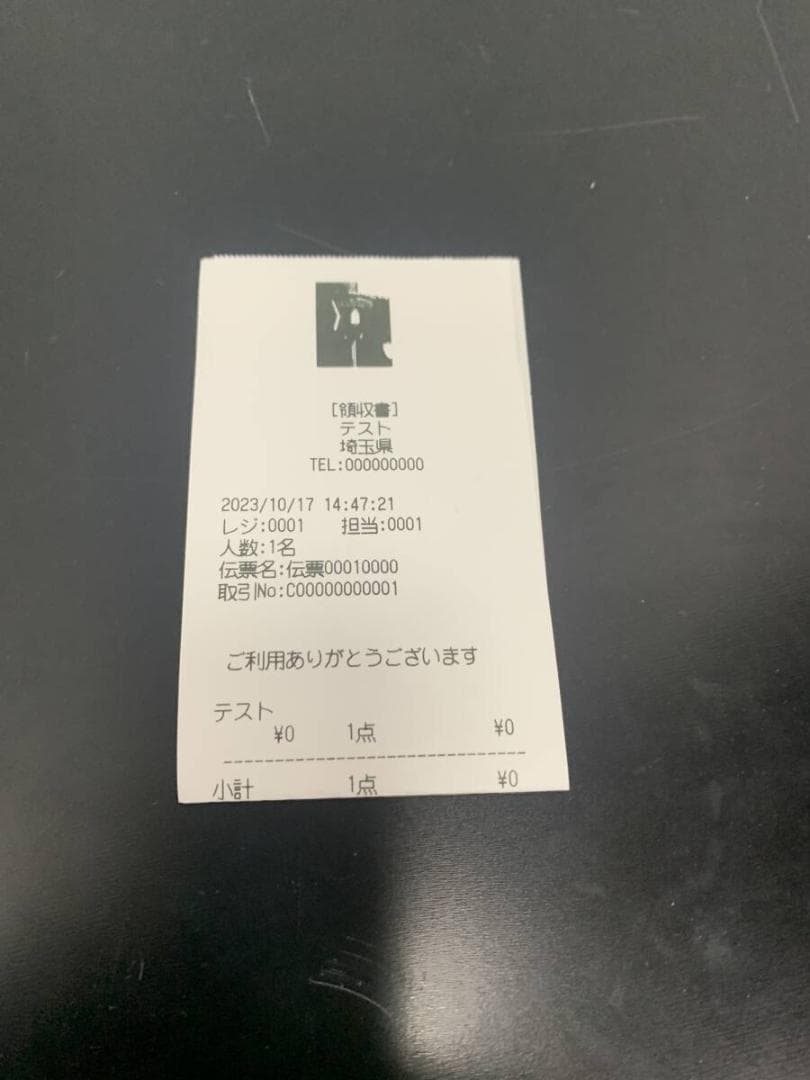 [領収書]
テスト
埼玉県
TEL:000000000
2023/10/17 14:47:21
レジ:0001 担当:0001
人数:1名
伝票名:伝票00010000
取引No:C00000000001
ご利用ありがとうございます
テスト
¥0 1点 ¥0
小計 1点 ¥0